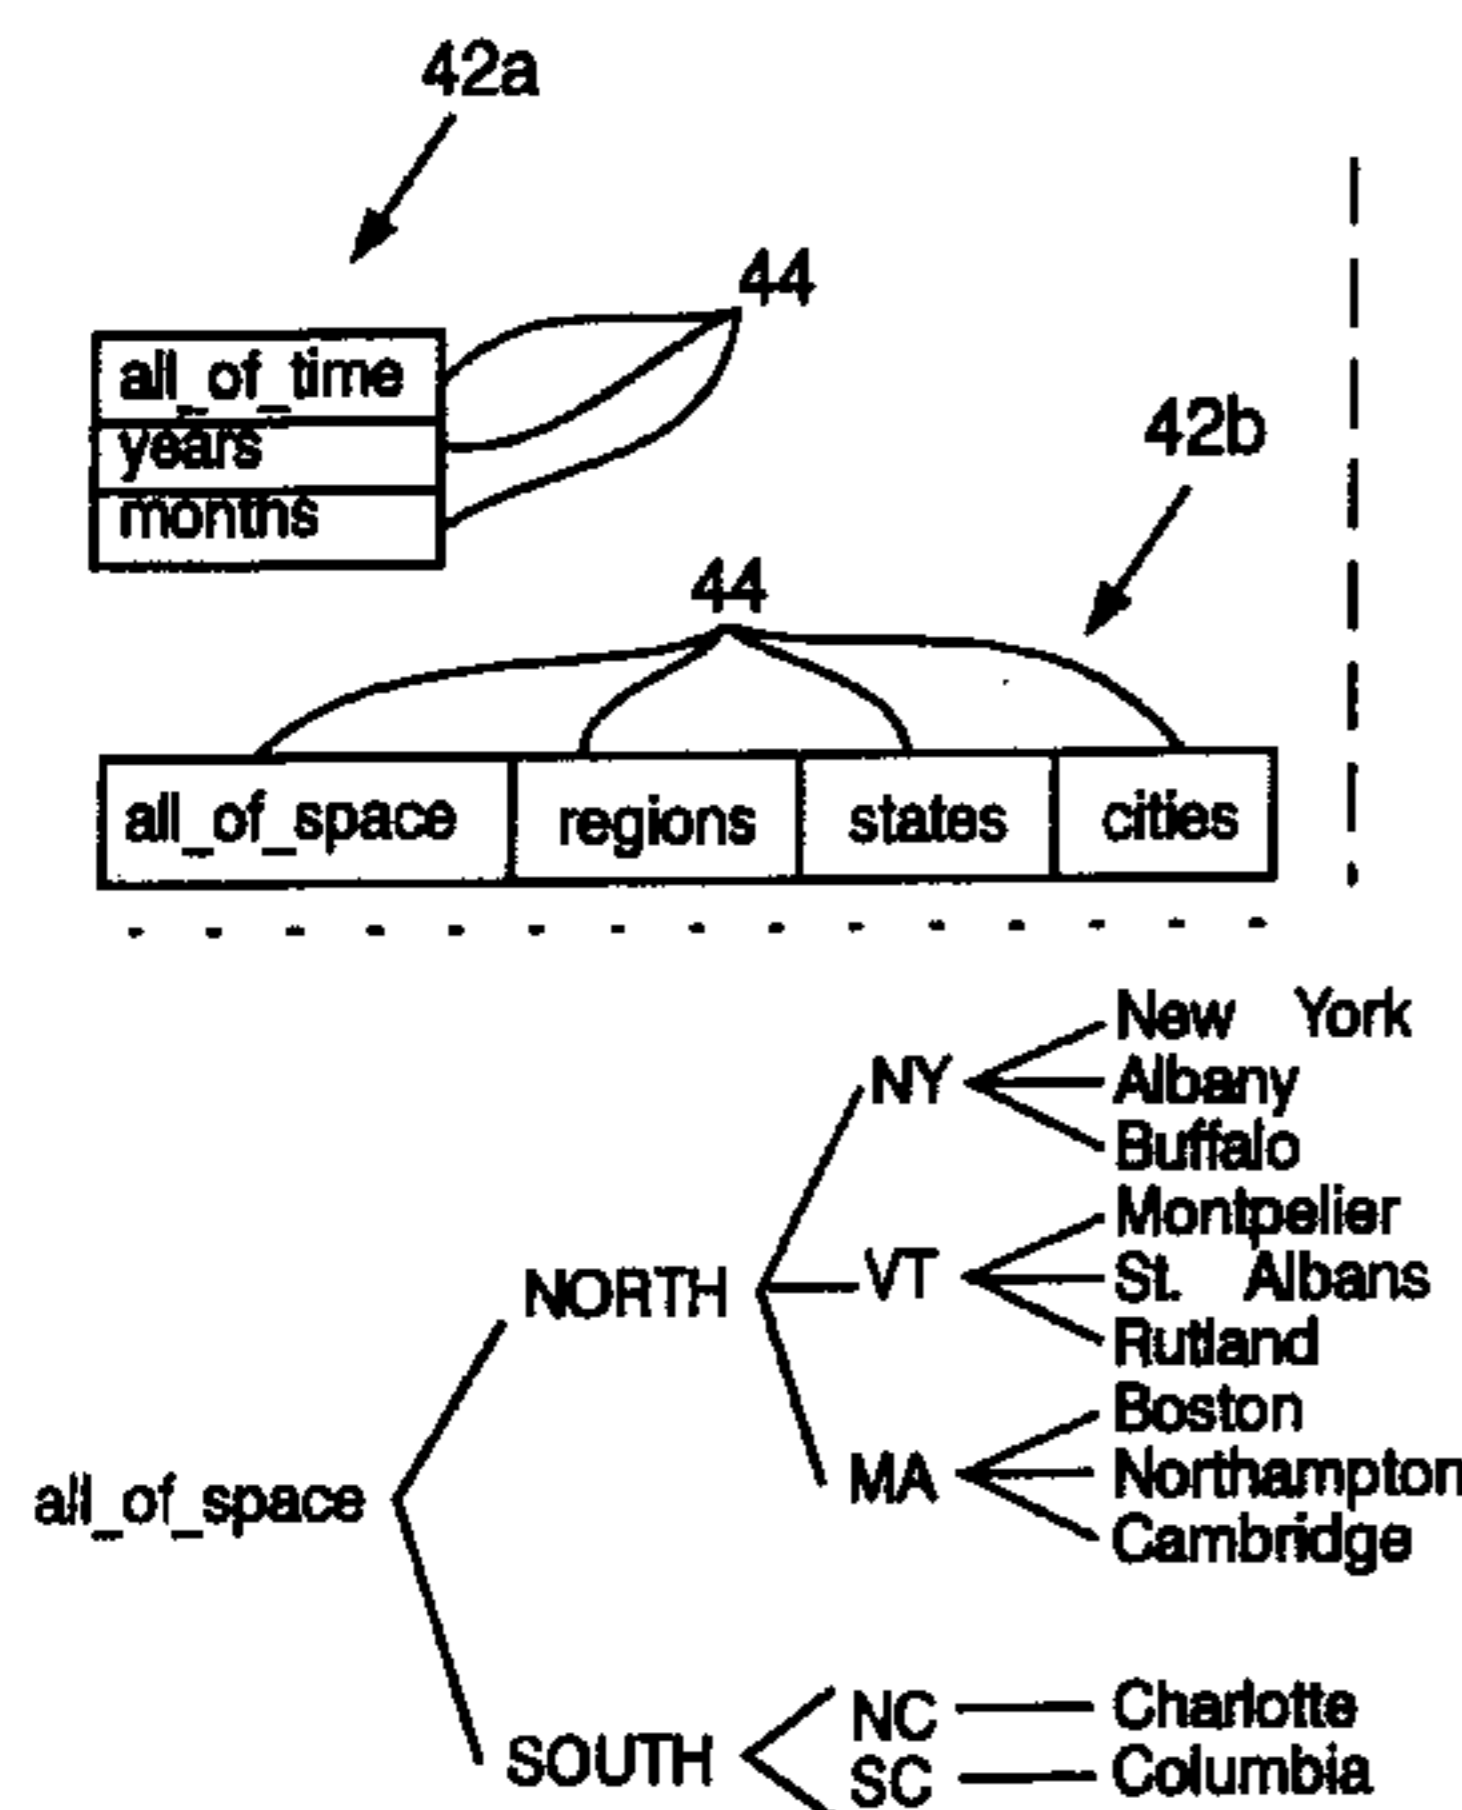 42a
44
all_of_time
years
months
42b
44
all_of_space regions states cities
New York
NY Albany
Buffalo
Montpelier
VT St. Albans
NORTH
Rutland
Boston
MA Northampton
all_of_space
Cambridge
NC Charlotte
SOUTH
SC Columbia